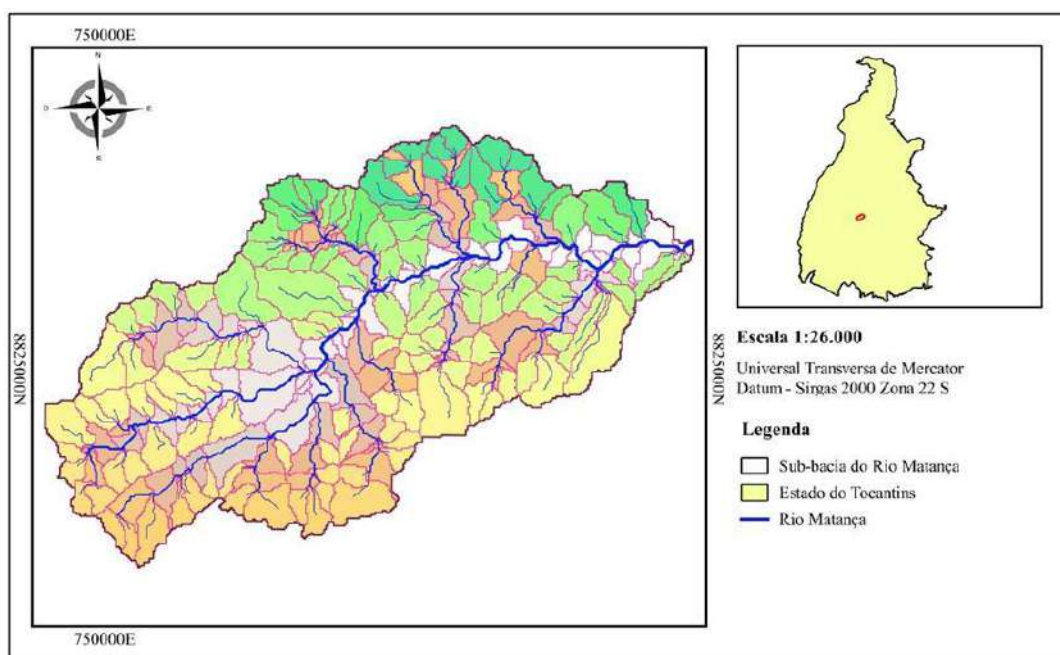 750000E
N
O
E
S
8825000N
8825000N
Escala 1:26.000
Universal Transversa de Mercator
Datum - Sirgas 2000 Zona 22 S
Legenda
Sub-bacia do Rio Matança
Estado do Tocantins
Rio Matança
750000E